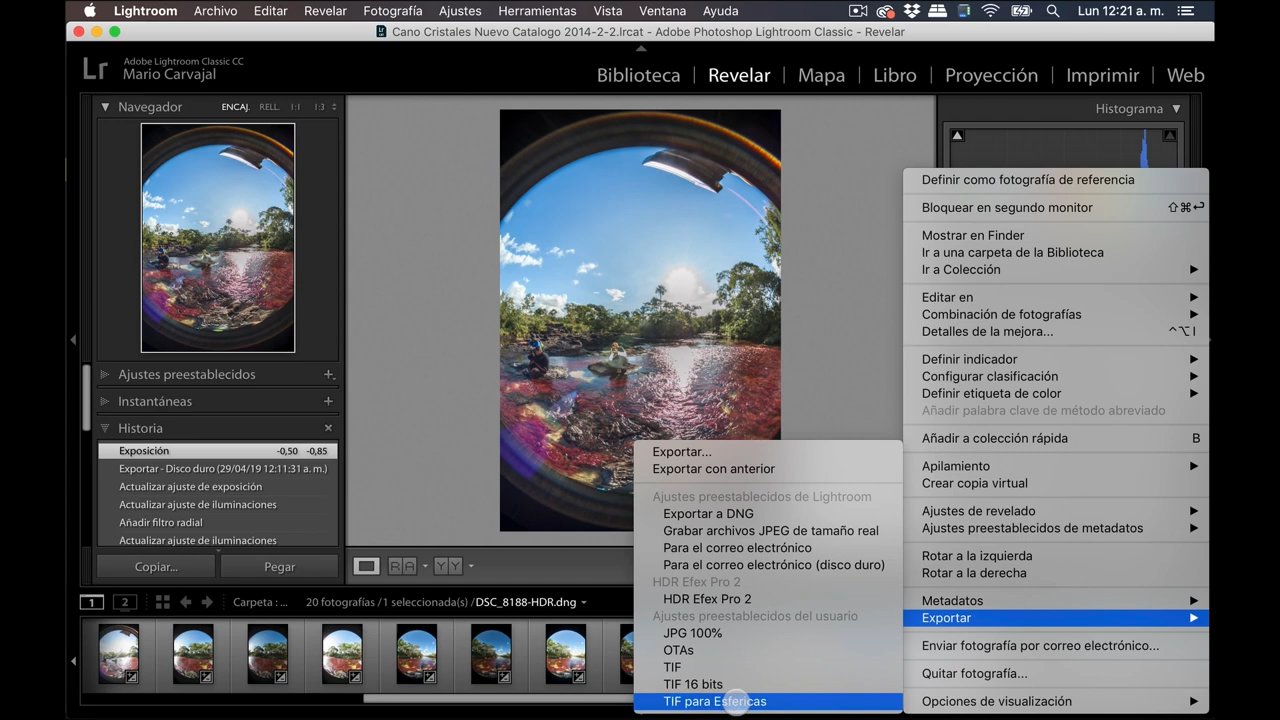 Lightroom Archivo Editar Revelar Fotografía Ajustes Herramientas Vista Ventana Ayuda Lun 12:21 a. m.
Cano Cristales Nuevo Catalogo 2014-2-2.lrcat - Adobe Photoshop Lightroom Classic - Revelar
Lr Adobe Lightroom Classic CC
Mario Carvajal
Biblioteca | Revelar | Mapa | Libro | Proyección | Imprimir | Web
Navegador ENCAJ. RELL. 1:1 1:3
Histograma
Ajustes preestablecidos
Instantáneas
Historia
Exposición -0,50 -0,85
Exportar - Disco duro (29/04/19 12:11:31 a. m.)
Actualizar ajuste de exposición
Actualizar ajuste de iluminaciones
Añadir filtro radial
Actualizar ajuste de iluminaciones
Copiar... Pegar
R A Y Y
1 2 Carpeta : ... 20 fotografías /1 seleccionada(s) /DSC_8188-HDR.dng
Definir como fotografía de referencia
Bloquear en segundo monitor ⇧⌘↩
Mostrar en Finder
Ir a una carpeta de la Biblioteca
Ir a Colección
Editar en
Combinación de fotografías
Detalles de la mejora... ^⌥I
Definir indicador
Configurar clasificación
Definir etiqueta de color
Añadir palabra clave de método abreviado
Añadir a colección rápida B
Apilamiento
Crear copia virtual
Ajustes de revelado
Ajustes preestablecidos de metadatos
Rotar a la izquierda
Rotar a la derecha
Metadatos
Exportar
Enviar fotografía por correo electrónico...
Quitar fotografía...
Opciones de visualización
Exportar...
Exportar con anterior
Ajustes preestablecidos de Lightroom
Exportar a DNG
Grabar archivos JPEG de tamaño real
Para el correo electrónico
Para el correo electrónico (disco duro)
HDR Efex Pro 2
HDR Efex Pro 2
Ajustes preestablecidos del usuario
JPG 100%
OTAs
TIF
TIF 16 bits
TIF para Esfericas